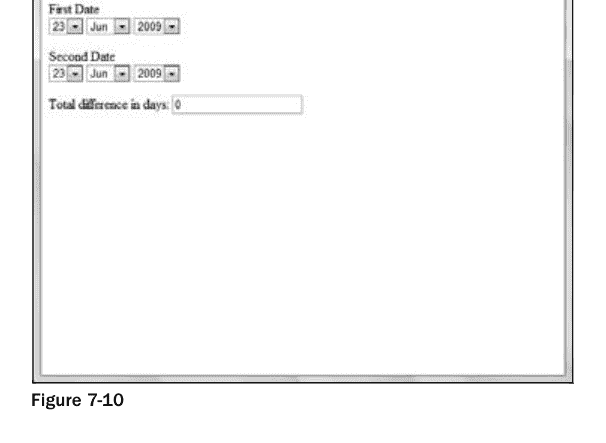 First Date
23 Jun 2009
Second Date
23 Jun 2009
Total difference in days: 0
Figure 7-10